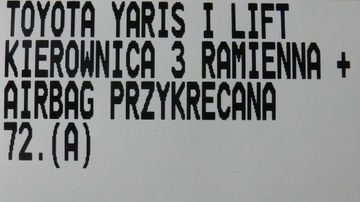 TOYOTA YARIS I LIFT
KIEROWNICA 3 RAMIENNA +
AIRBAG PRZYKRECANA
72.(A)